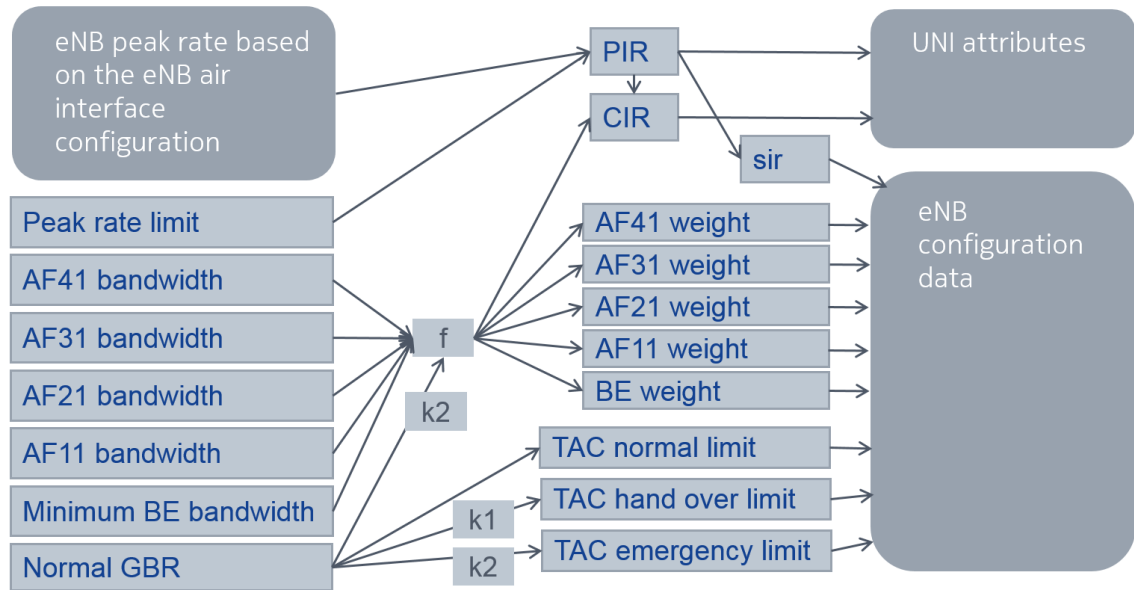 eNB peak rate based
on the eNB air
interface
configuration
Peak rate limit
AF41 bandwidth
AF31 bandwidth
AF21 bandwidth
AF11 bandwidth
Minimum BE bandwidth
Normal GBR
f
k2
k1
k2
PIR
CIR
sir
AF41 weight
AF31 weight
AF21 weight
AF11 weight
BE weight
TAC normal limit
TAC hand over limit
TAC emergency limit
UNI attributes
eNB
configuration
data